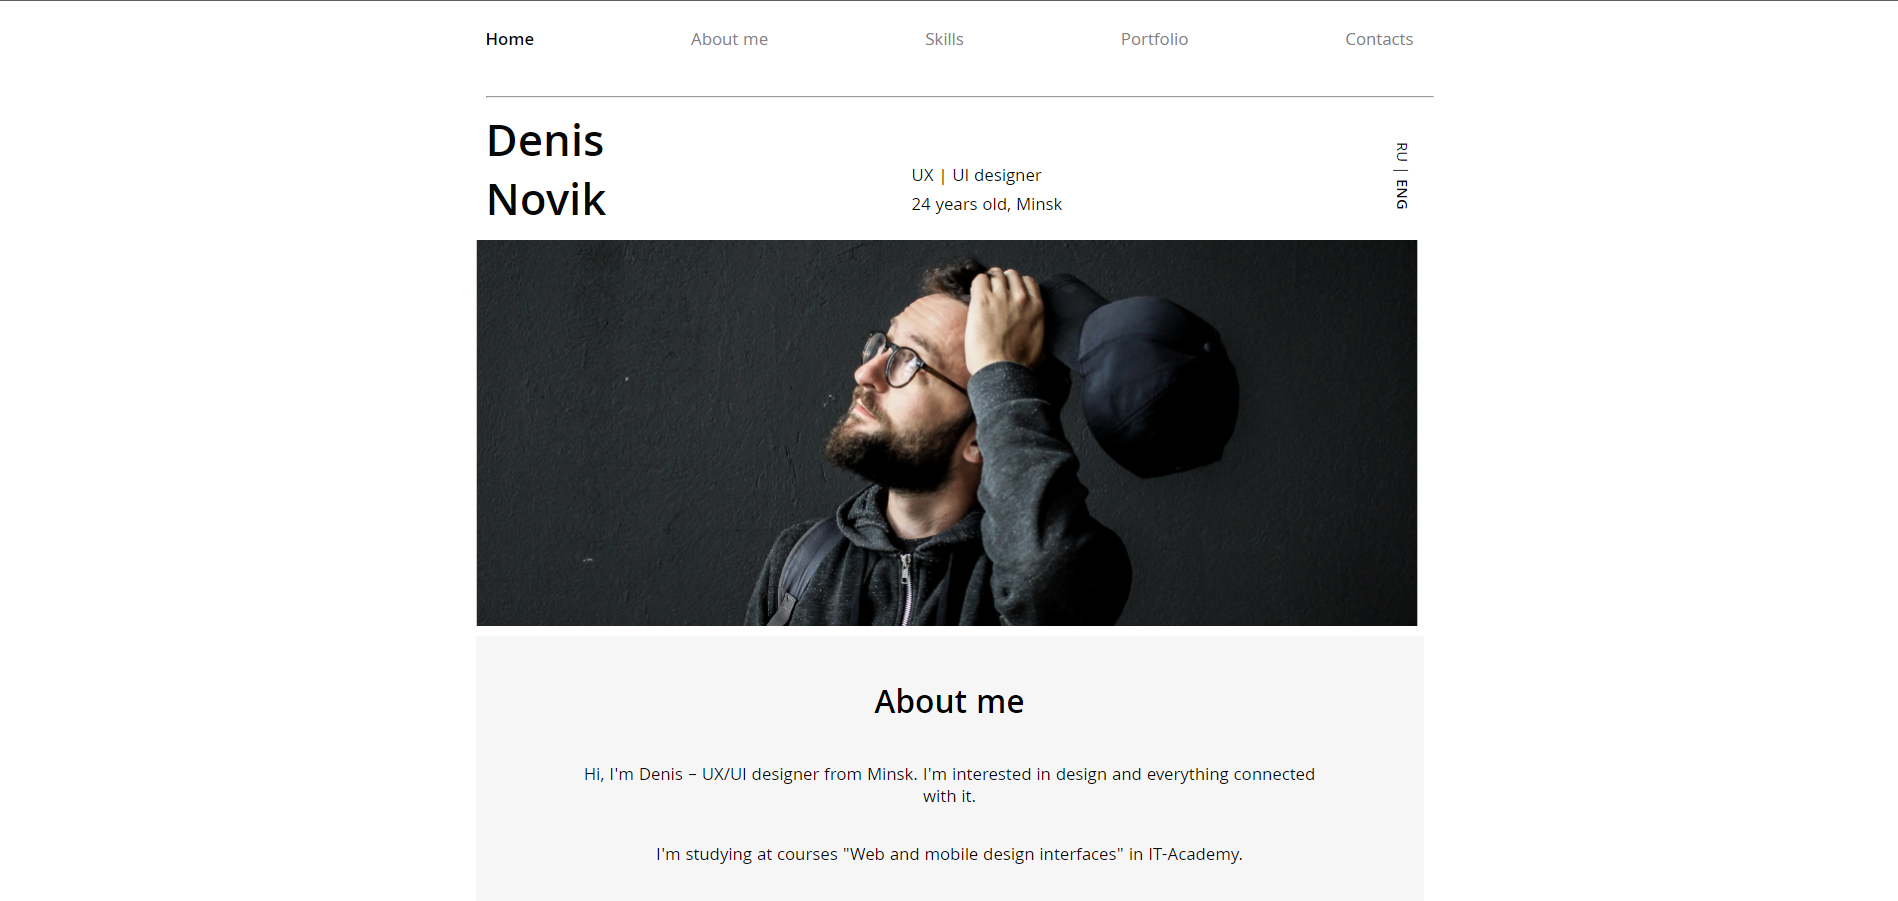 Home About me Skills Portfolio Contacts
Denis
Novik
UX | UI designer
24 years old, Minsk
RU | ENG
About me
Hi, I'm Denis – UX/UI designer from Minsk. I'm interested in design and everything connected
with it.
I'm studying at courses "Web and mobile design interfaces" in IT-Academy.